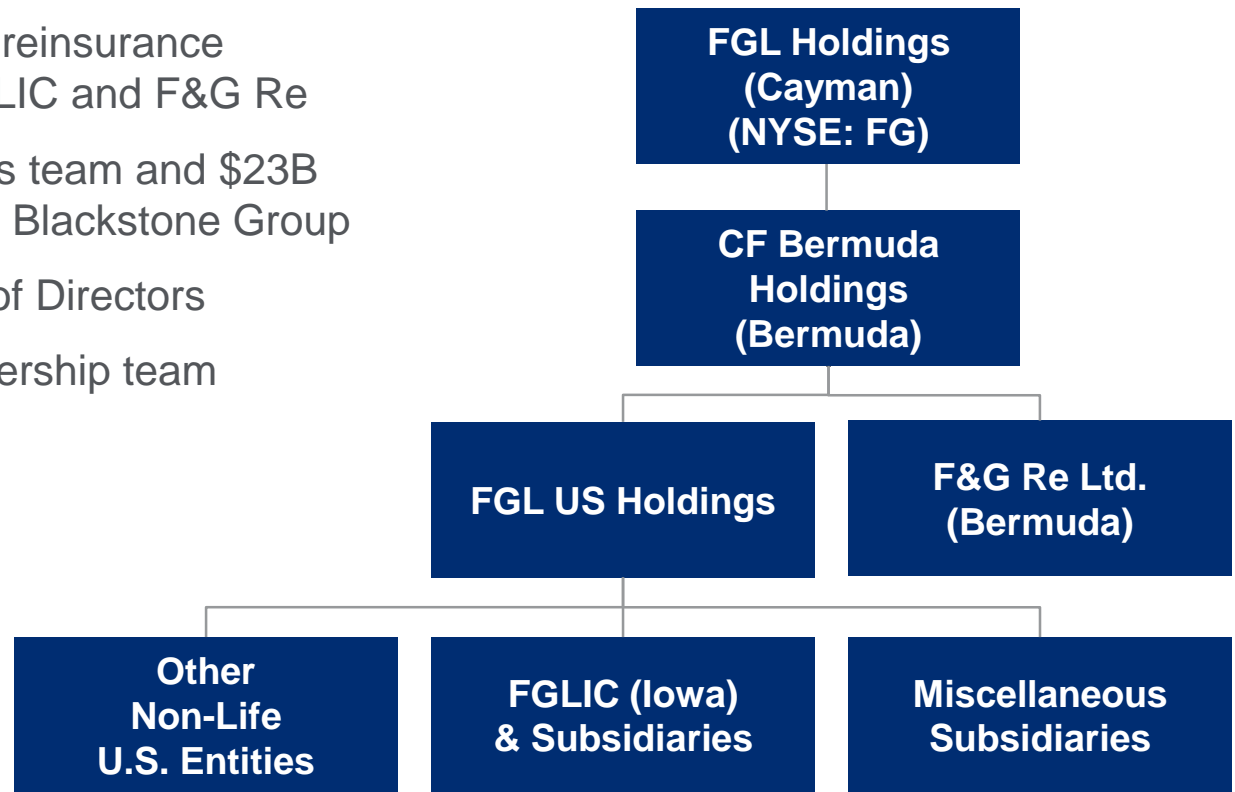 reinsurance
LIC and F&G Re
s team and $23B
Blackstone Group
of Directors
ership team
FGL Holdings
(Cayman)
(NYSE: FG)
CF Bermuda
Holdings
(Bermuda)
FGL US Holdings
F&G Re Ltd.
(Bermuda)
Other
Non-Life
U.S. Entities
FGLIC (Iowa)
& Subsidiaries
Miscellaneous
Subsidiaries